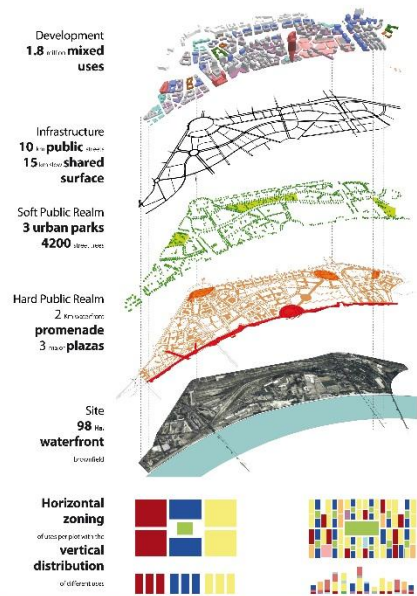 Development
1.8 million mixed
uses
Infrastructure
10 km public streets
15 km slow shared
surface
Soft Public Realm
3 urban parks
4200 street trees
Hard Public Realm
2 Km waterfront
promenade
3 major plazas
Site
98 Ha.
waterfront
brownfield
Horizontal
zoning
of uses per plot with the
vertical
distribution
of different uses